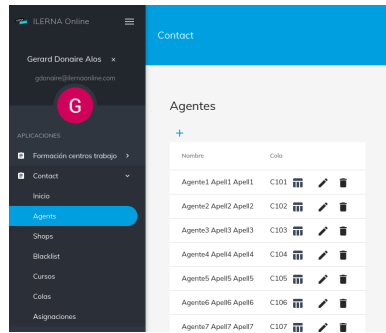 ILERNA Online
Contact
Gerard Donaire Alos ×
gdonaire@ilernaonline.com
G
APLICACIONES
Formación centros trabajo
Contact
Inicio
Agents
Shops
Blacklist
Cursos
Colas
Asignaciones
Agentes
+
Nombre Cola
Agente1 Apell1 Apell1 C101
Agente2 Apell2 Apell2 C102
Agente3 Apell3 Apell3 C103
Agente4 Apell4 Apell4 C104
Agente5 Apell5 Apell5 C105
Agente6 Apell6 Apell6 C106
Agente7 Apell7 Apell7 C107